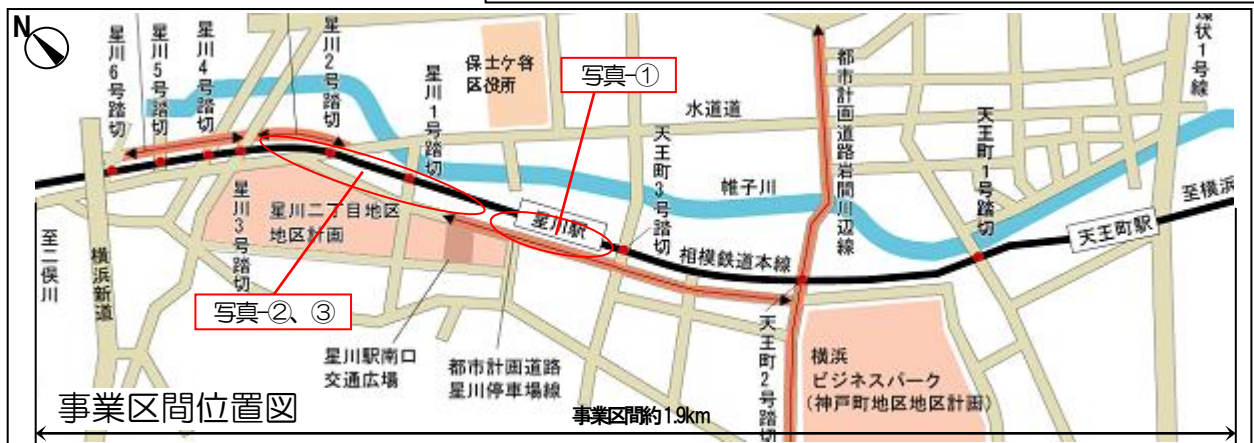 N
星川6号踏切
星川5号踏切
星川4号踏切
星川2号踏切
星川1号踏切
保土ケ谷
区役所
写真-①
水道道
天王町3号踏切
都市計画道路岩間川辺線
天王町1号踏切
環状1号線
帷子川
至横浜
天王町駅
星川駅
相模鉄道本線
至二俣川
横浜新道
星川3号踏切
星川二丁目地区
地区計画
写真-②、③
星川駅南口
交通広場
都市計画道路
星川停車場線
天王町2号踏切
横浜
ビジネスパーク
(神戸町地区地区計画)
事業区間位置図
事業区間約1.9km